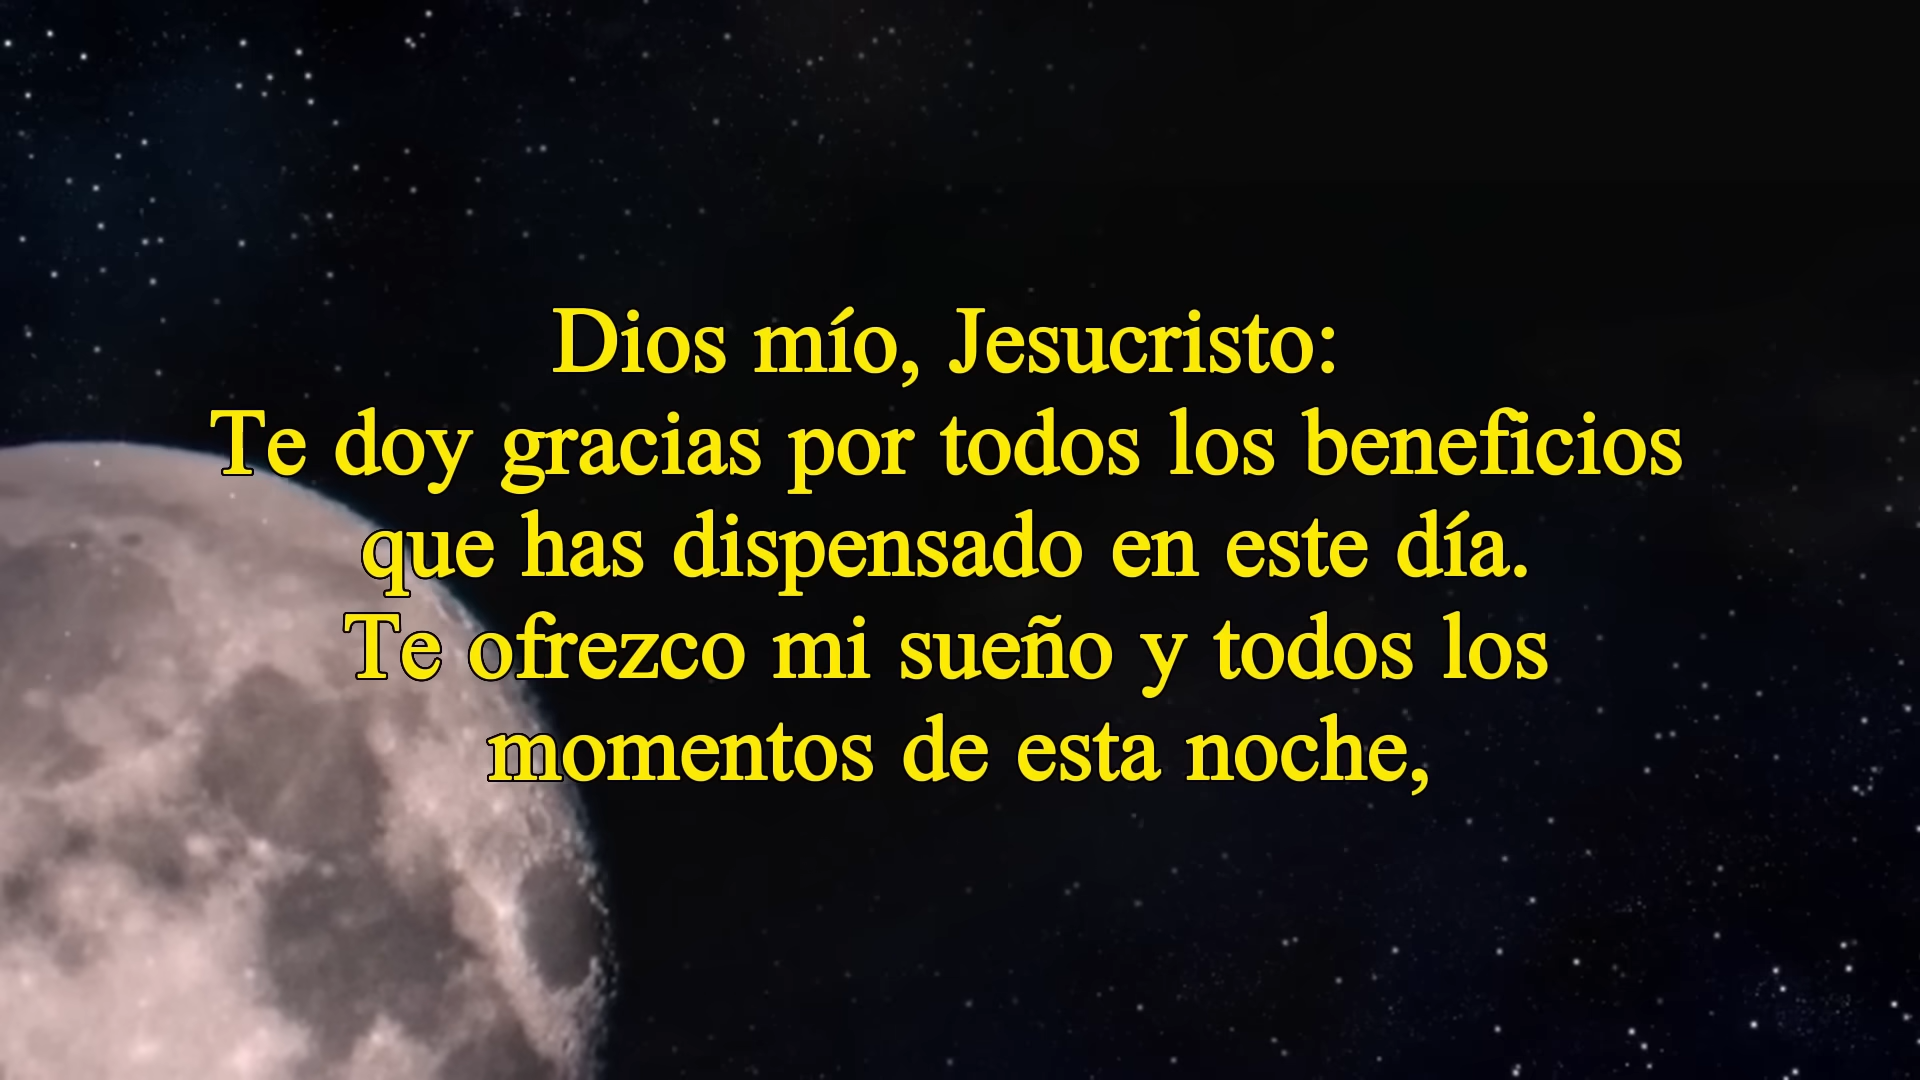 Dios mío, Jesucristo:
Te doy gracias por todos los beneficios
que has dispensado en este día.
Te ofrezco mi sueño y todos los
momentos de esta noche,